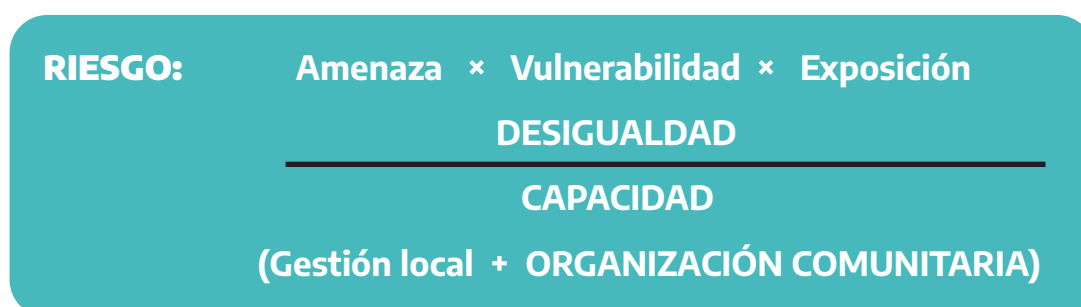 RIESGO: Amenaza × Vulnerabilidad × Exposición
DESIGUALDAD
CAPACIDAD
(Gestión local + ORGANIZACIÓN COMUNITARIA)